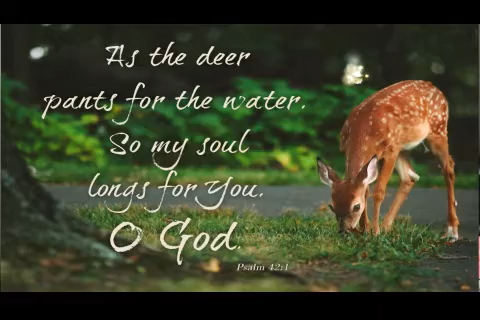 As the deer
pants for the water.
So my soul
longs for You.
O God.
Psalm 42:1